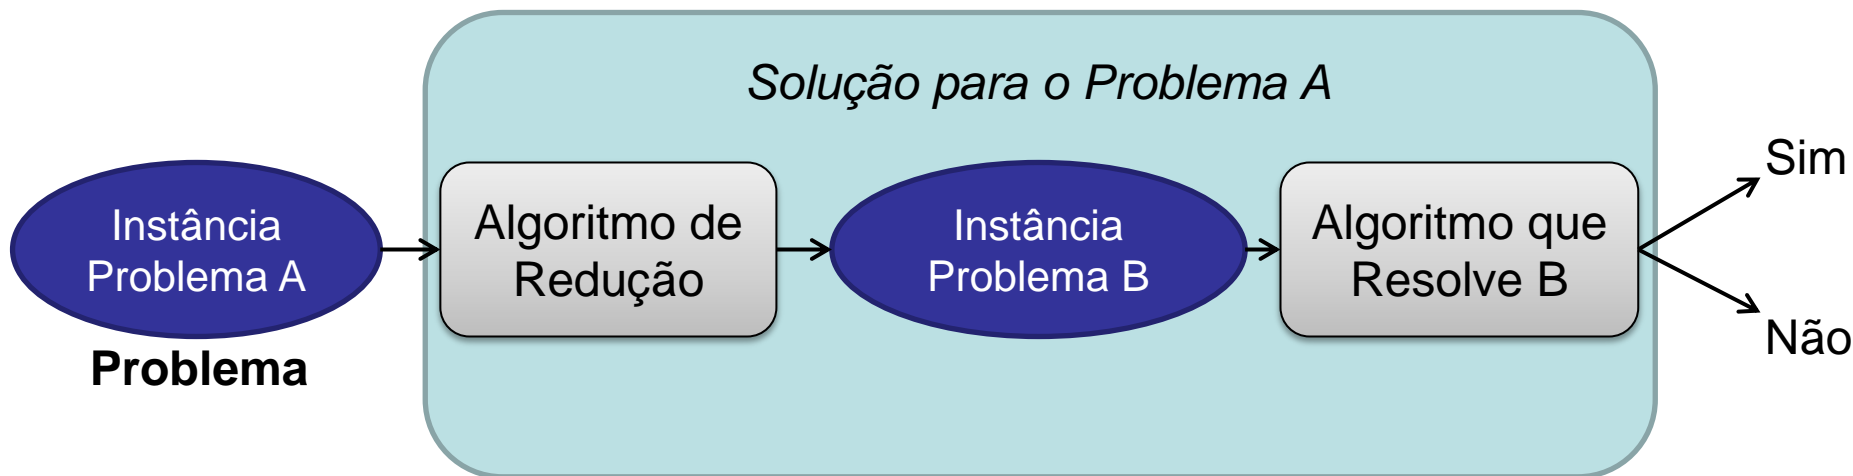 Solução para o Problema A
Instância
Problema A
Problema
Algoritmo de
Redução
Instância
Problema B
Algoritmo que
Resolve B
Sim
Não